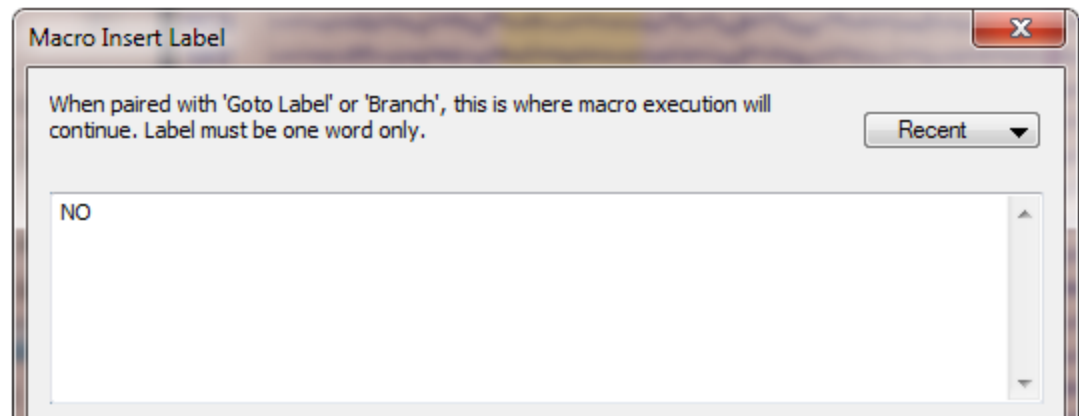 Macro Insert Label
When paired with 'Goto Label' or 'Branch', this is where macro execution will
continue. Label must be one word only.
Recent
NO